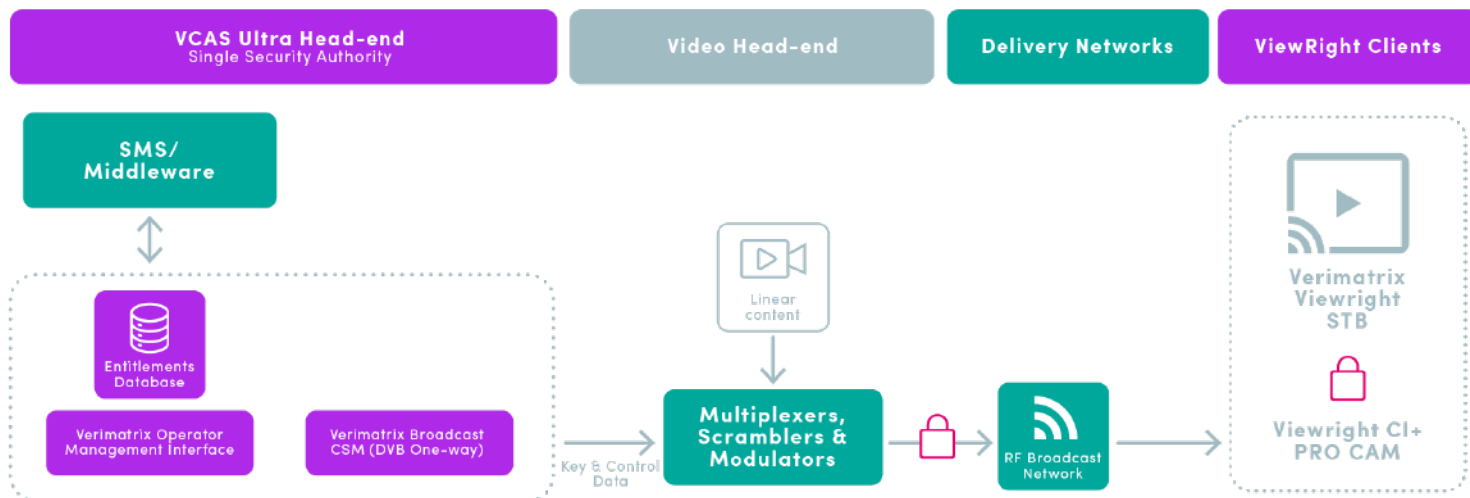 VCAS Ultra Head-end
Single Security Authority
Video Head-end
Delivery Networks
ViewRight Clients
SMS/
Middleware
Entitlements
Database
Verimatrix Operator
Management Interface
Verimatrix Broadcast
CSM (DVB One-way)
Key & Control
Data
Linear
content
Multiplexers,
Scramblers &
Modulators
RF Broadcast
Network
Verimatrix
Viewright
STB
Viewright CI+
PRO CAM